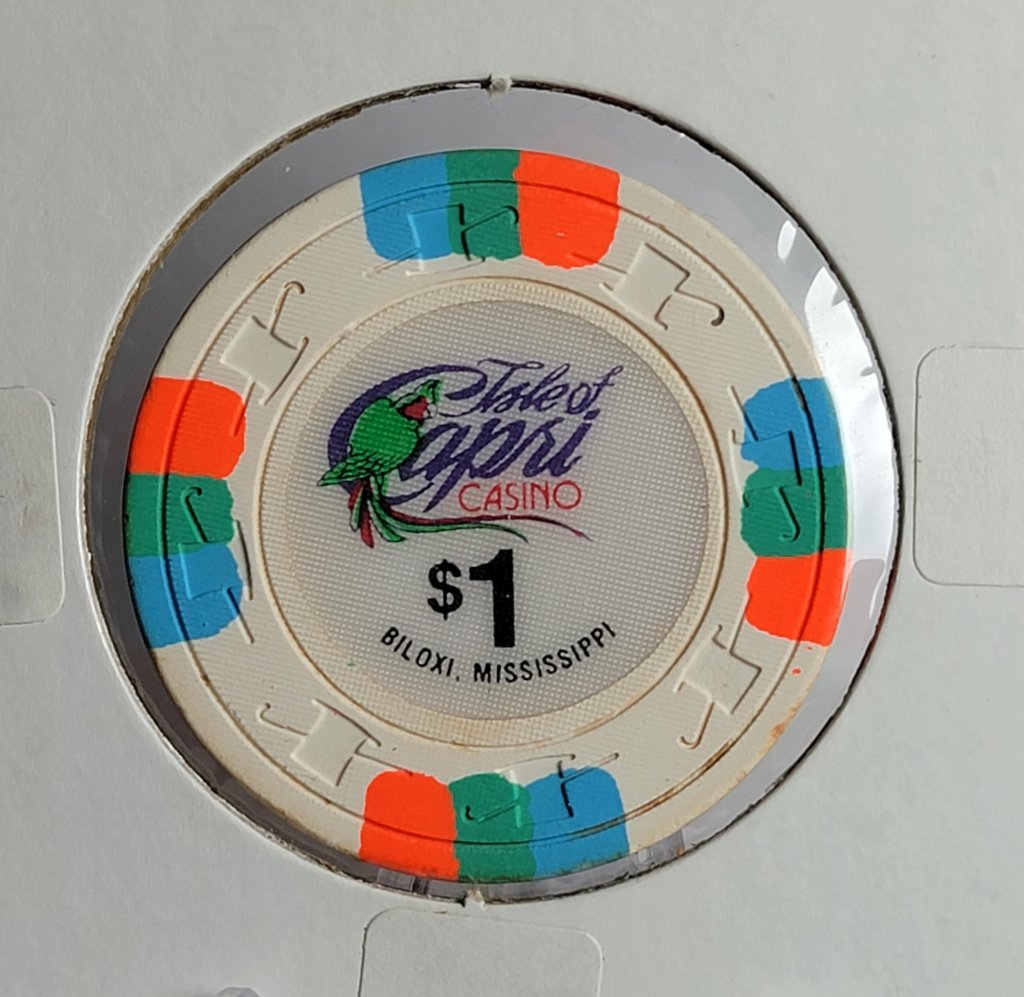 Isle of
Capri
CASINO
$1
BILOXI, MISSISSIPPI